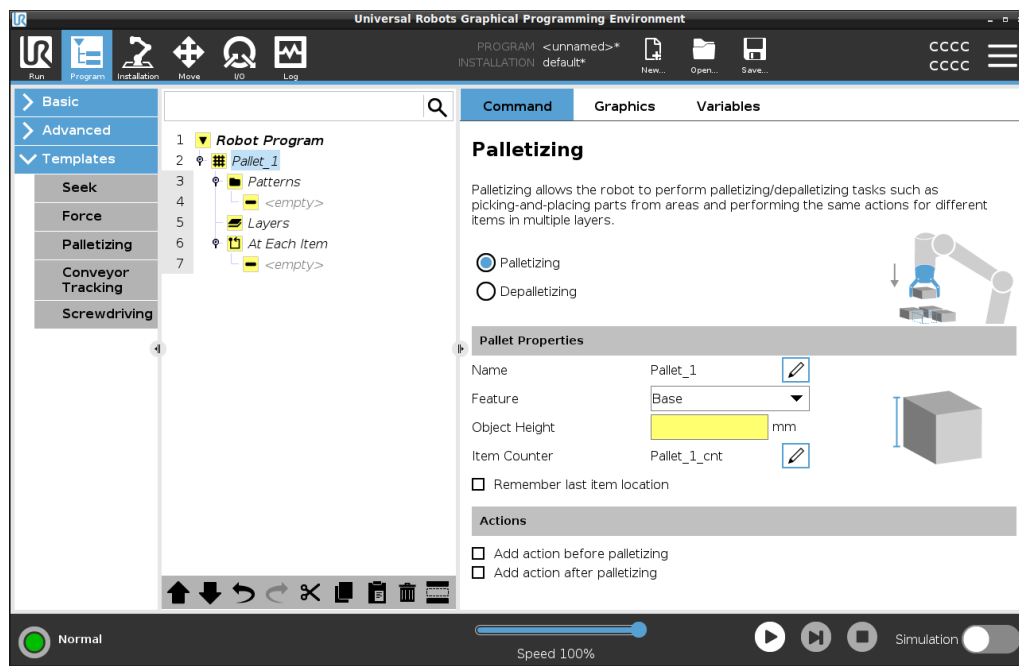 Universal Robots Graphical Programming Environment
UR
PROGRAM <unnamed>*
INSTALLATION default*
CCCC
CCCC
Run Program Installation Move I/O Log New... Open... Save...
Basic
Advanced
Templates
Seek
Force
Palletizing
Conveyor
Tracking
Screwdriving
1 Robot Program
2 Pallet_1
3 Patterns
4 <empty>
5 Layers
6 At Each Item
7 <empty>
Command Graphics Variables
Palletizing
Palletizing allows the robot to perform palletizing/depalletizing tasks such as
picking-and-placing parts from areas and performing the same actions for different
items in multiple layers.
Palletizing
Depalletizing
Pallet Properties
Name Pallet_1
Feature Base
Object Height mm
Item Counter Pallet_1_cnt
Remember last item location
Actions
Add action before palletizing
Add action after palletizing
Normal
Speed 100%
Simulation